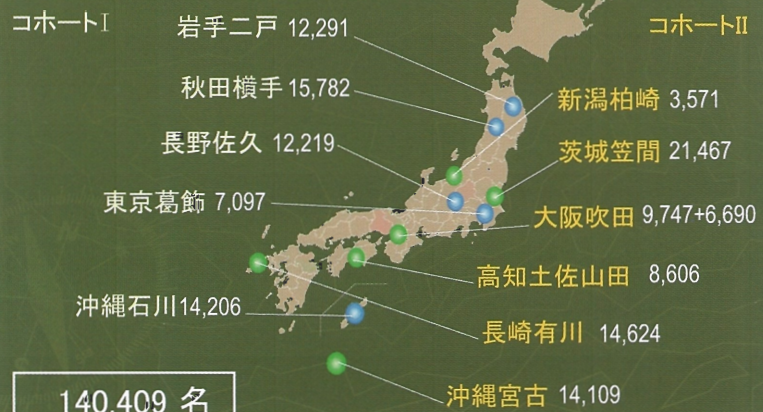 コホートI
コホートII
岩手二戸 12,291
秋田横手 15,782
長野佐久 12,219
東京葛飾 7,097
沖縄石川14,206
新潟柏崎 3,571
茨城笠間 21,467
大阪吹田 9,747+6,690
高知土佐山田 8,606
長崎有川 14,624
沖縄宮古 14,109
140,409 名